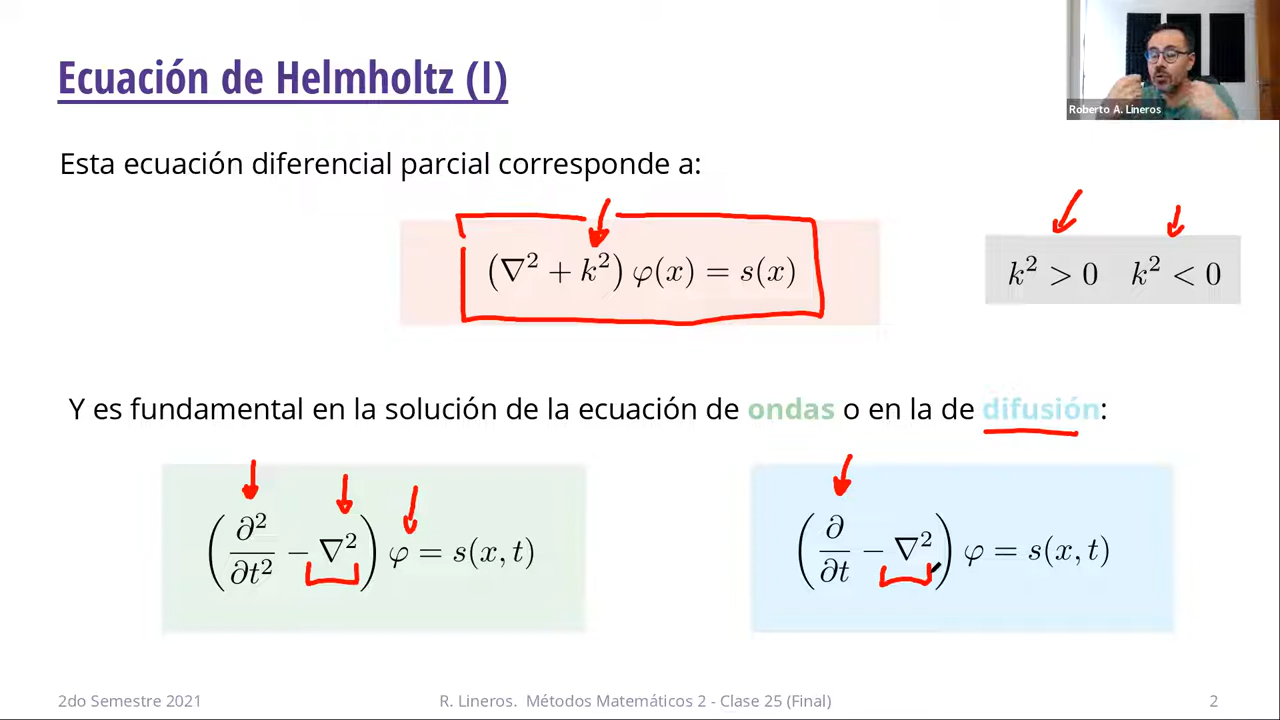 Ecuación de Helmholtz (I)
Roberto A. Lineros
Esta ecuación diferencial parcial corresponde a:
(∇² + k²) φ(x) = s(x)
k² > 0 k² < 0
Y es fundamental en la solución de la ecuación de ondas o en la de difusión:
(∂²/∂t² − ∇²) φ = s(x, t)
(∂/∂t − ∇²) φ = s(x, t)
2do Semestre 2021
R. Lineros. Métodos Matemáticos 2 - Clase 25 (Final)
2